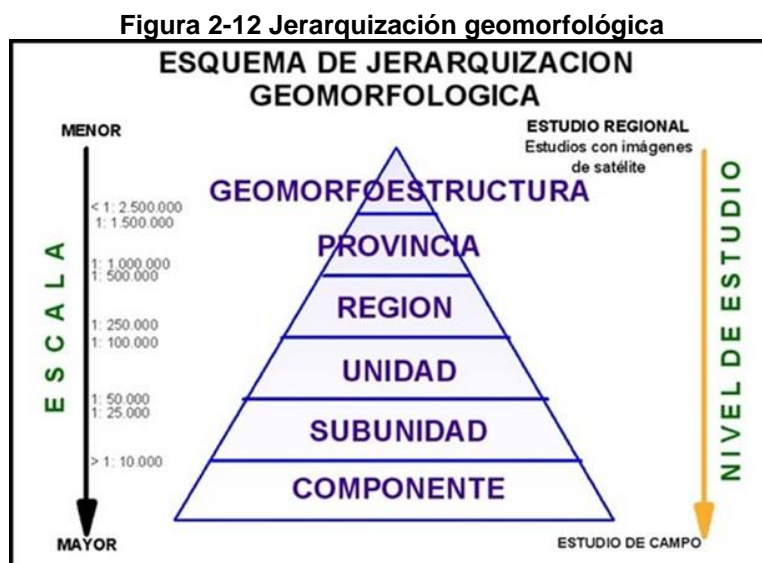 Figura 2-12 Jerarquización geomorfológica
ESQUEMA DE JERARQUIZACION
GEOMORFOLOGICA
MENOR
ESTUDIO REGIONAL
Estudios con imágenes
de satélite
GEOMORFOESTRUCTURA
< 1: 2.500.000
1: 1.500.000
PROVINCIA
1: 1.000.000
1: 500.000
REGION
1: 250.000
1: 100.000
UNIDAD
1: 50 000
1: 25.000
SUBUNIDAD
> 1: 10.000
COMPONENTE
ESCALA
NIVEL DE ESTUDIO
MAYOR
ESTUDIO DE CAMPO